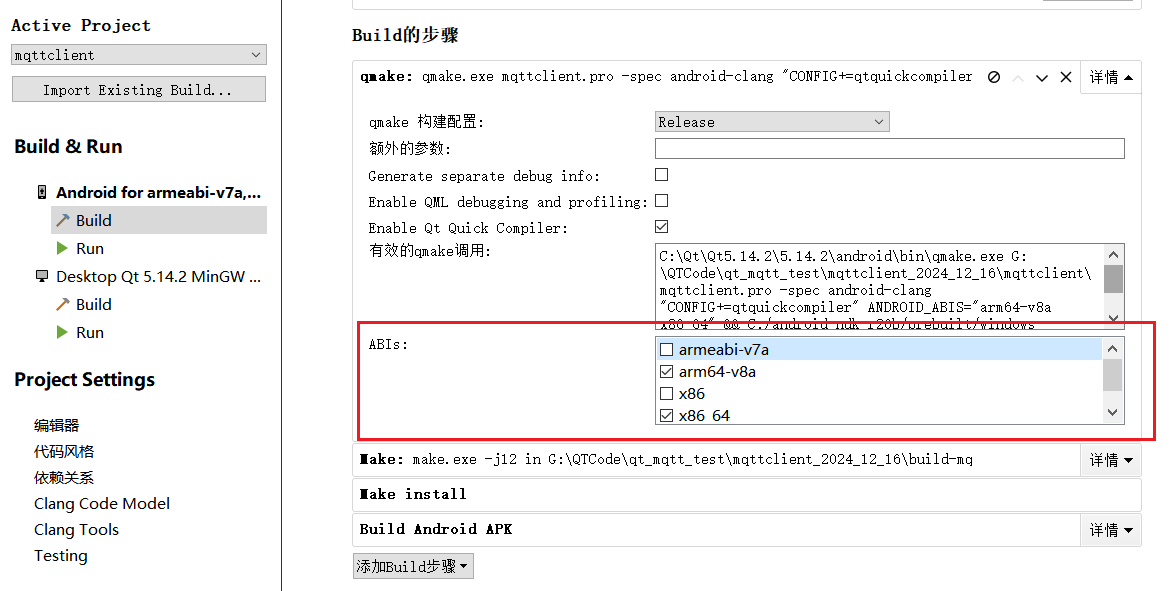 Active Project
mqttclient
Import Existing Build...
Build & Run
Android for armeabi-v7a,...
Build
Run
Desktop Qt 5.14.2 MinGW ...
Build
Run
Project Settings
编辑器
代码风格
依赖关系
Clang Code Model
Clang Tools
Testing
Build的步骤
qmake: qmake.exe mqttclient.pro -spec android-clang "CONFIG+=qtquickcompiler
详情
qmake 构建配置:
Release
额外的参数:
Generate separate debug info:
Enable QML debugging and profiling:
Enable Qt Quick Compiler:
有效的qmake调用:
C:\Qt\Qt5.14.2\5.14.2\android\bin\qmake.exe G:
\QTCode\qt_mqtt_test\mqttclient_2024_12_16\mqttclient\
mqttclient.pro -spec android-clang
"CONFIG+=qtquickcompiler" ANDROID_ABIS="arm64-v8a
x86_64" && C:/android-ndk-r20b/prebuilt/windows
ABIs:
armeabi-v7a
arm64-v8a
x86
x86_64
Make: make.exe -j12 in G:\QTCode\qt_mqtt_test\mqttclient_2024_12_16\build-mq
详情
Make install
Build Android APK
详情
添加Build步骤